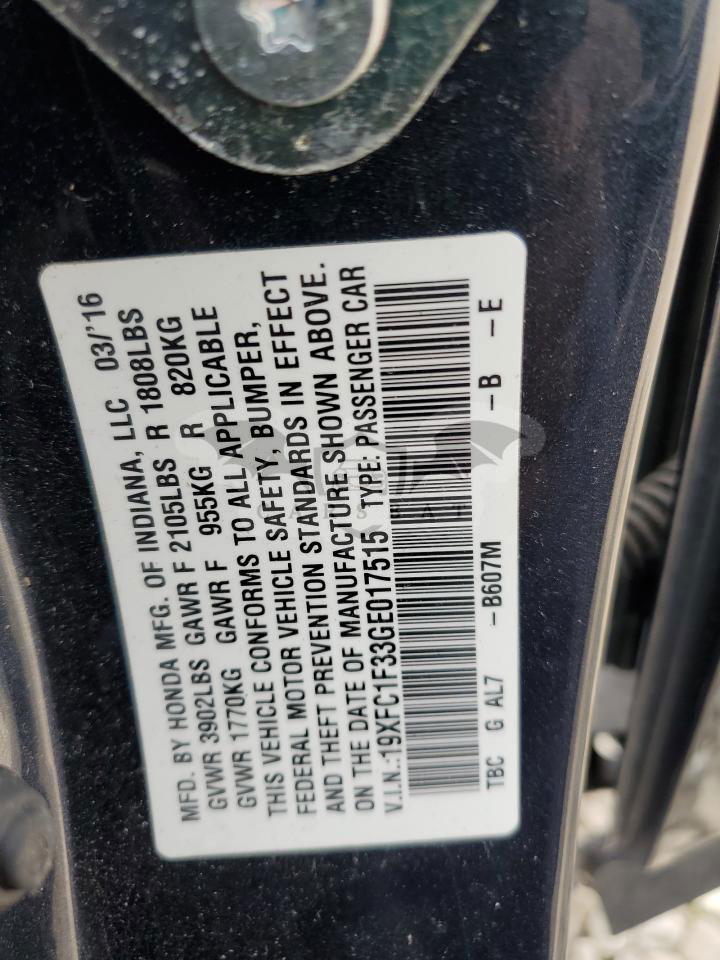 MFD. BY HONDA MFG. OF INDIANA, LLC 03/'16
GVWR 3902LBS GAWR F 2105LBS R 1808LBS
GVWR 1770KG GAWR F 955KG R 820KG
THIS VEHICLE CONFORMS TO ALL APPLICABLE
FEDERAL MOTOR VEHICLE SAFETY, BUMPER,
AND THEFT PREVENTION STANDARDS IN EFFECT
ON THE DATE OF MANUFACTURE SHOWN ABOVE.
V.I.N.:19XFC1F33GE017515 TYPE: PASSENGER CAR
TBC G AL7 -B607M -B -E
CARSBAT